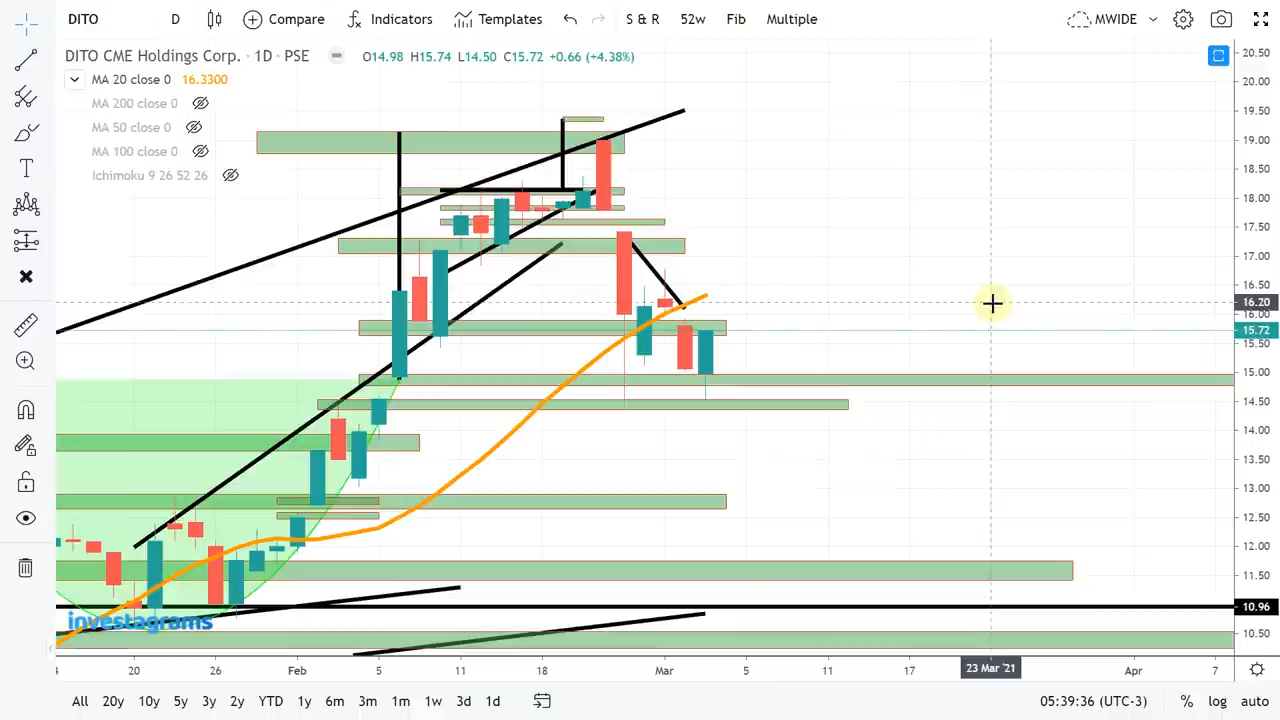 DITO D Compare Indicators Templates S & R 52w Fib Multiple MWIDE
DITO CME Holdings Corp. · 1D · PSE O14.98 H15.74 L14.50 C15.72 +0.66 (+4.38%)
MA 20 close 0 16.3300
MA 200 close 0
MA 50 close 0
MA 100 close 0
Ichimoku 9 26 52 26
20.50
20.00
19.50
19.00
18.50
18.00
17.50
17.00
16.50
16.20
16.00
15.72
15.50
15.00
14.50
14.00
13.50
13.00
12.50
12.00
11.50
10.96
10.50
investagrams
20 26 Feb 5 11 18 Mar 5 11 17 23 Mar '21 Apr 7
All 20y 10y 5y 3y 2y YTD 1y 6m 3m 1m 1w 3d 1d 05:39:36 (UTC-3) % log auto